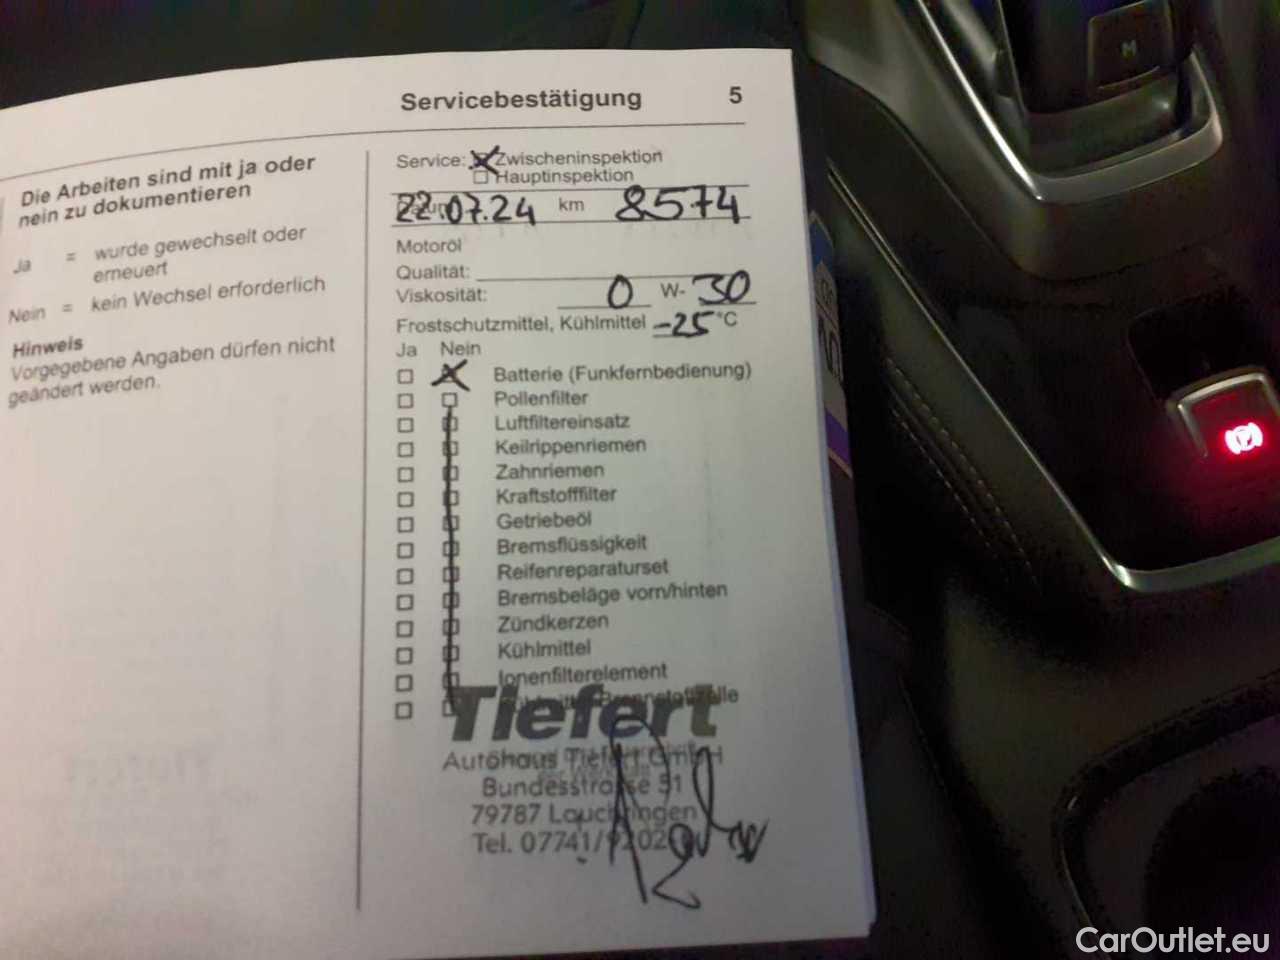 Servicebestätigung 5
Die Arbeiten sind mit ja oder
nein zu dokumentieren
Ja = wurde gewechselt oder
erneuert
Nein = kein Wechsel erforderlich
Hinweis
Vorgegebene Angaben dürfen nicht
geändert werden.
Service: Zwischeninspektion
Hauptinspektion
22.07.24 km 8574
Motoröl
Qualität:
Viskosität: 0 W- 30
Frostschutzmittel, Kühlmittel -25 °C
Ja Nein
Batterie (Funkfernbedienung)
Pollenfilter
Luftfiltereinsatz
Keilrippenriemen
Zahnriemen
Kraftstofffilter
Getriebeöl
Bremsflüssigkeit
Reifenreparaturset
Bremsbeläge vorn/hinten
Zündkerzen
Kühlmittel
Ionenfilterelement
Kühlmittel Brennstoffzelle
Tiefert
Autohaus Tiefert GmbH
Bundesstrasse 51
79787 Lauchringen
Tel. 07741/
M
P
CarOutlet.eu